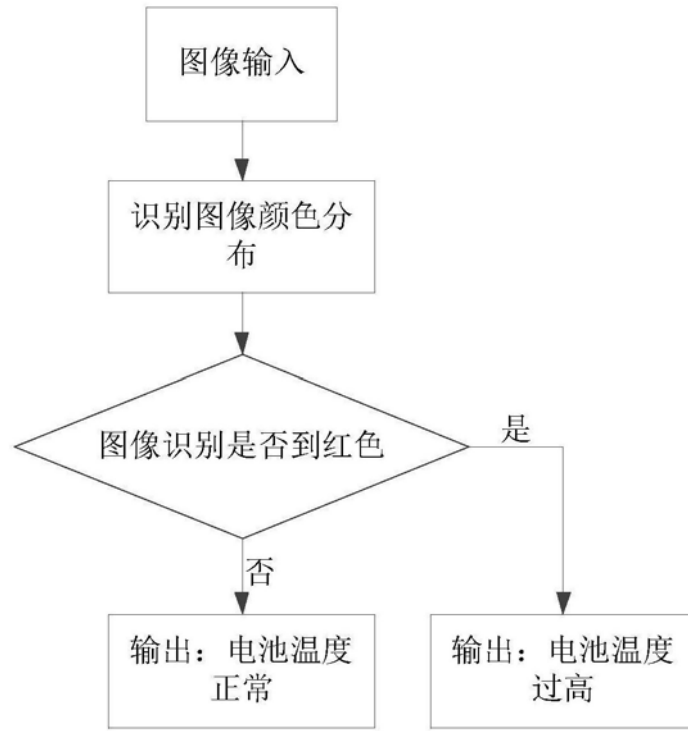 图像输入
识别图像颜色分
布
图像识别是否到红色
是
否
输出：电池温度
正常
输出：电池温度
过高